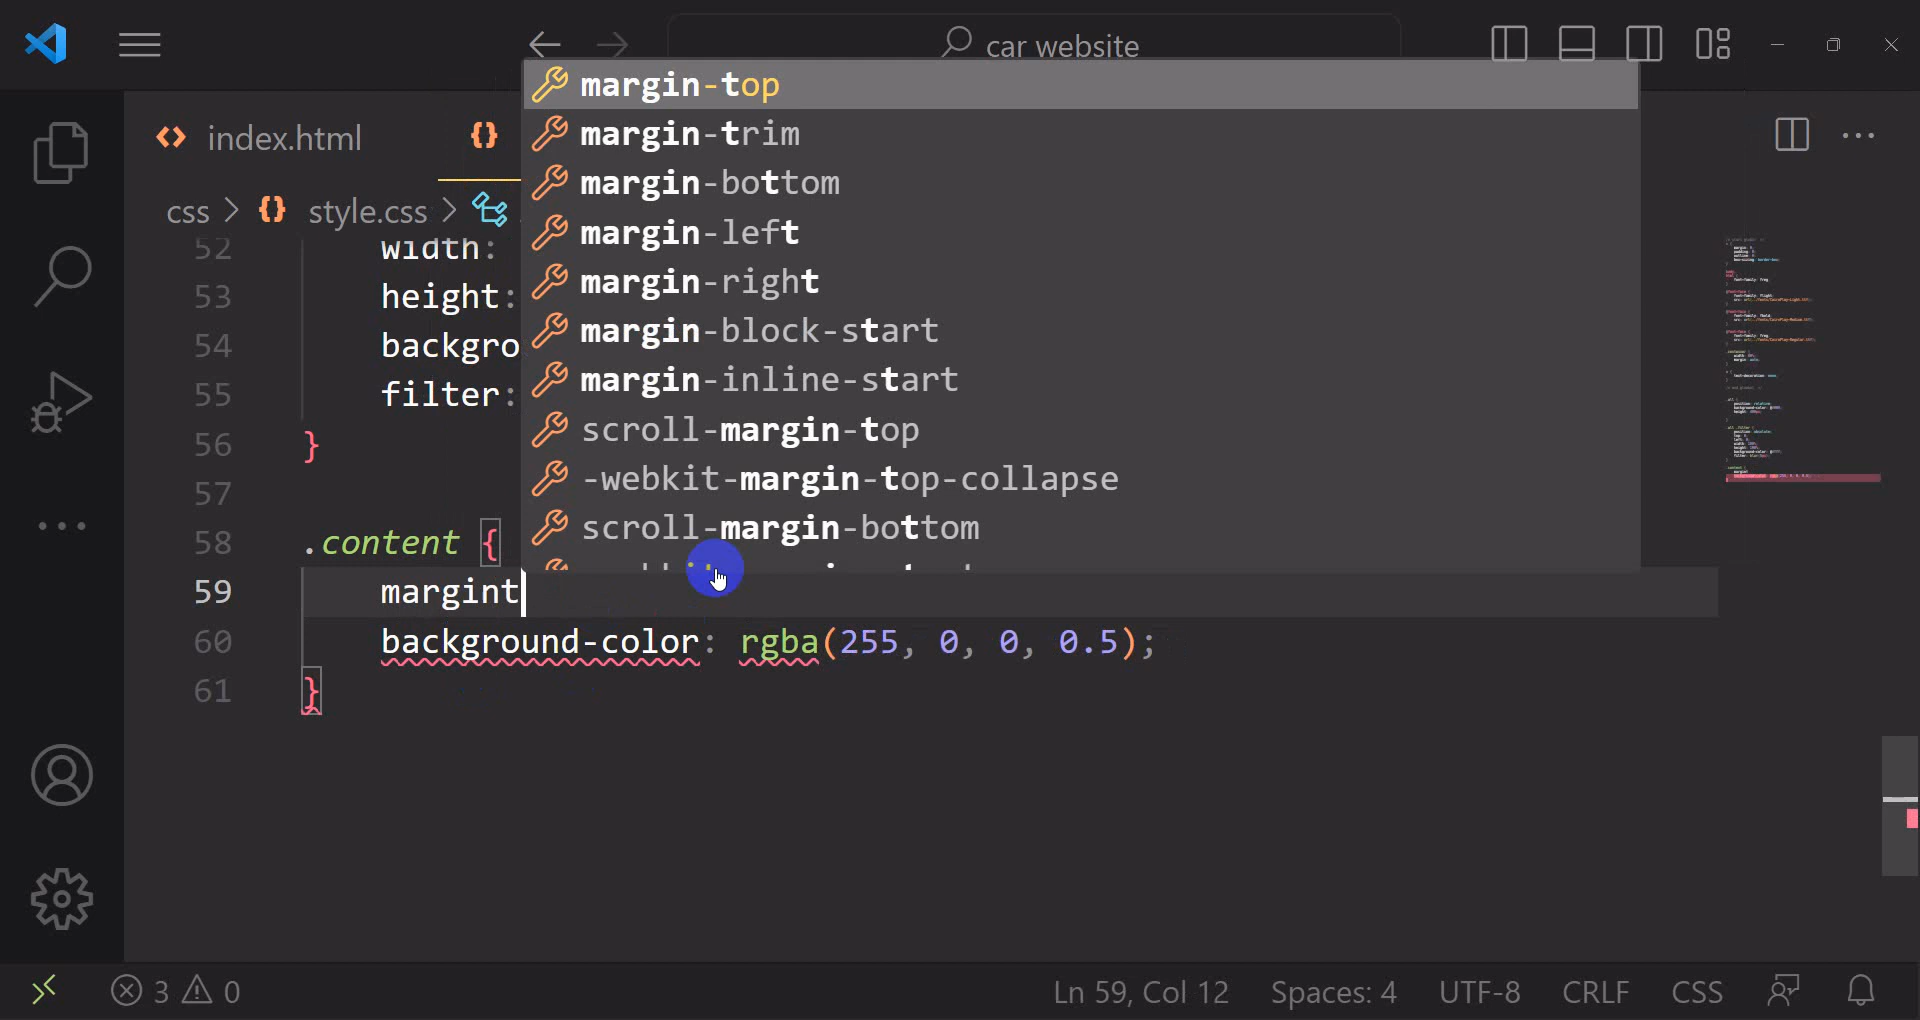 car website
margin-top
margin-trim
margin-bottom
margin-left
margin-right
margin-block-start
margin-inline-start
scroll-margin-top
-webkit-margin-top-collapse
scroll-margin-bottom
index.html
css > {} style.css >
52 width:
53 height:
54 backgro
55 filter:
56 }
57
58 .content {
59 margint
60 background-color: rgba(255, 0, 0, 0.5);
61 }
3 0
Ln 59, Col 12
Spaces: 4
UTF-8
CRLF
CSS